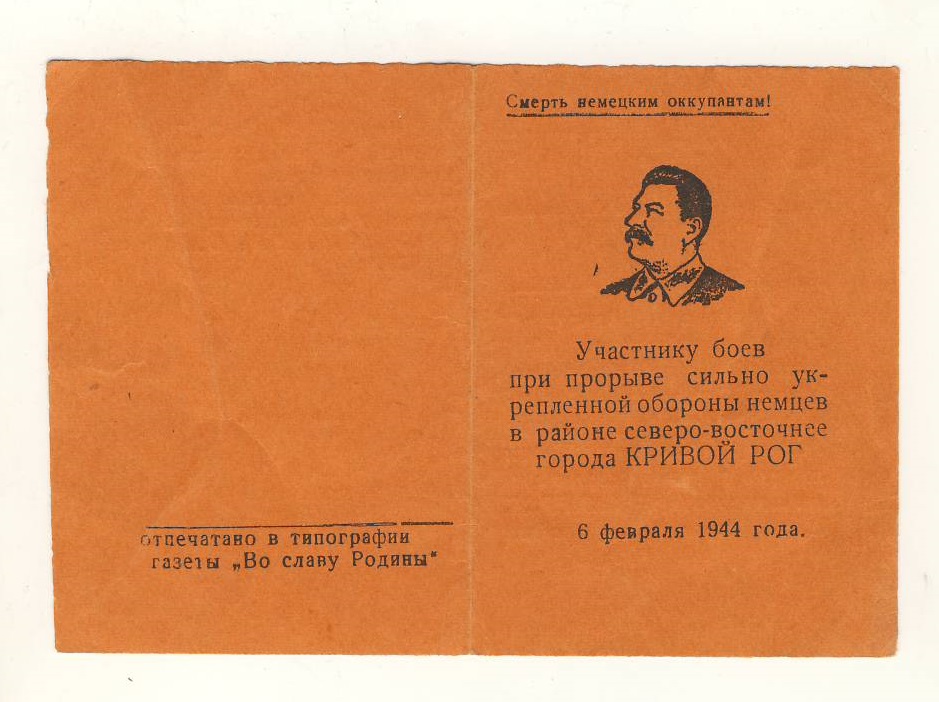 Смерть немецким оккупантам!
Участнику боев
при прорыве сильно ук-
репленной обороны немцев
в районе северо-восточнее
города КРИВОЙ РОГ
6 февраля 1944 года.
отпечатано в типографии
газеты „Во славу Родины"